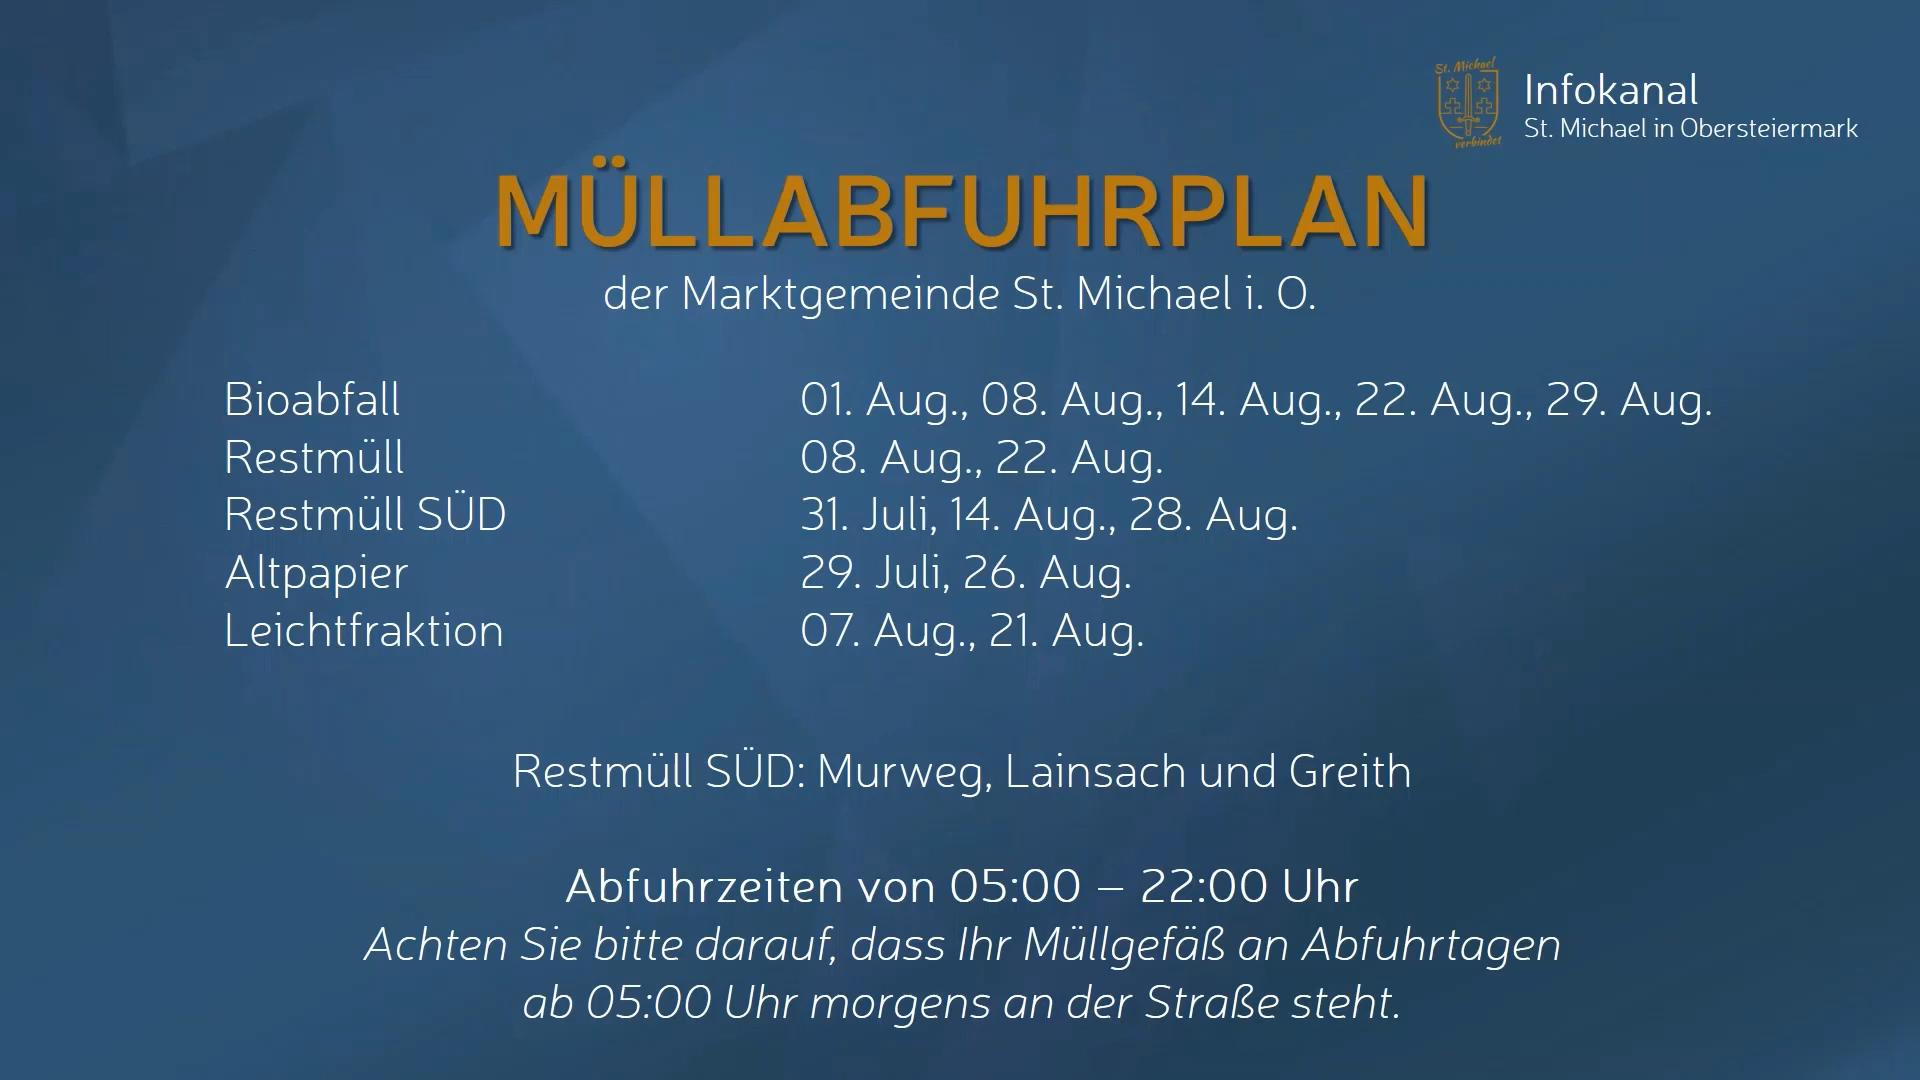 St. Michael
verbindet
Infokanal
St. Michael in Obersteiermark
MÜLLABFUHRPLAN
der Marktgemeinde St. Michael i. O.
Bioabfall 01. Aug., 08. Aug., 14. Aug., 22. Aug., 29. Aug.
Restmüll 08. Aug., 22. Aug.
Restmüll SÜD 31. Juli, 14. Aug., 28. Aug.
Altpapier 29. Juli, 26. Aug.
Leichtfraktion 07. Aug., 21. Aug.
Restmüll SÜD: Murweg, Lainsach und Greith
Abfuhrzeiten von 05:00 – 22:00 Uhr
Achten Sie bitte darauf, dass Ihr Müllgefäß an Abfuhrtagen
ab 05:00 Uhr morgens an der Straße steht.